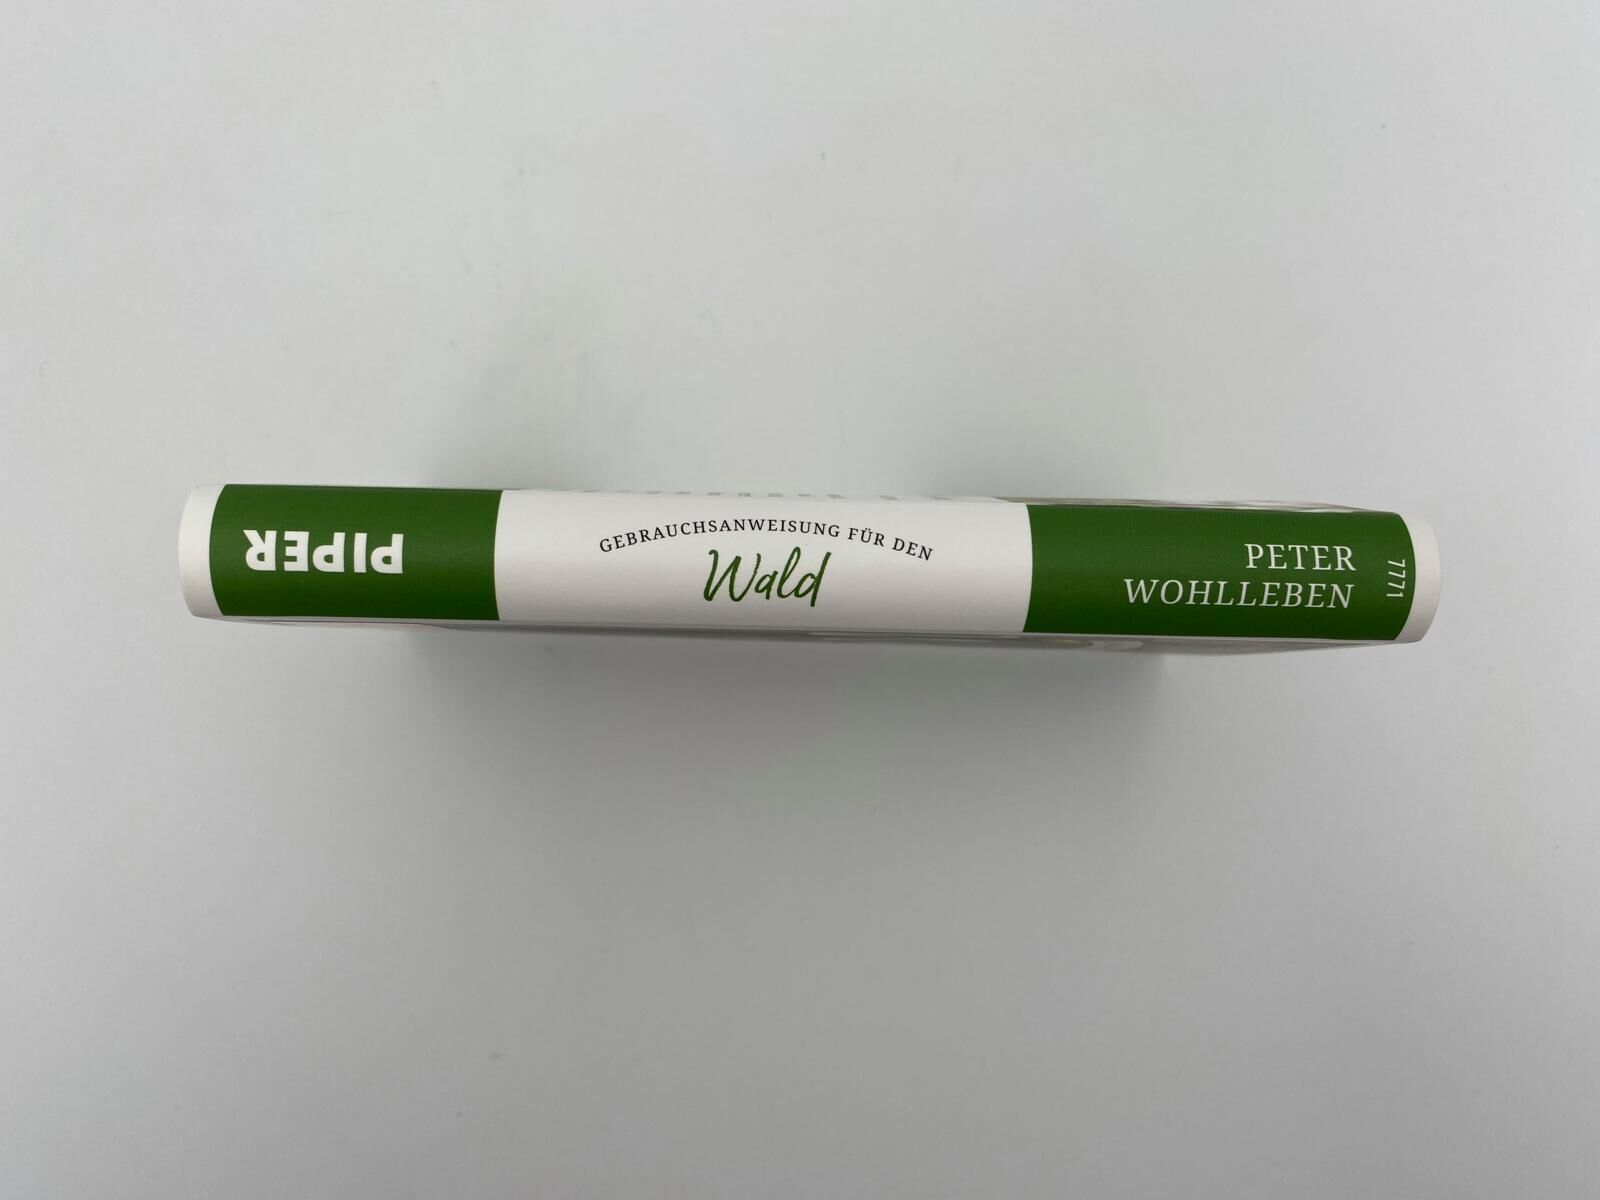 PIPER
GEBRAUCHSANWEISUNG FÜR DEN
Wald
PETER
WOHLLEBEN
7771